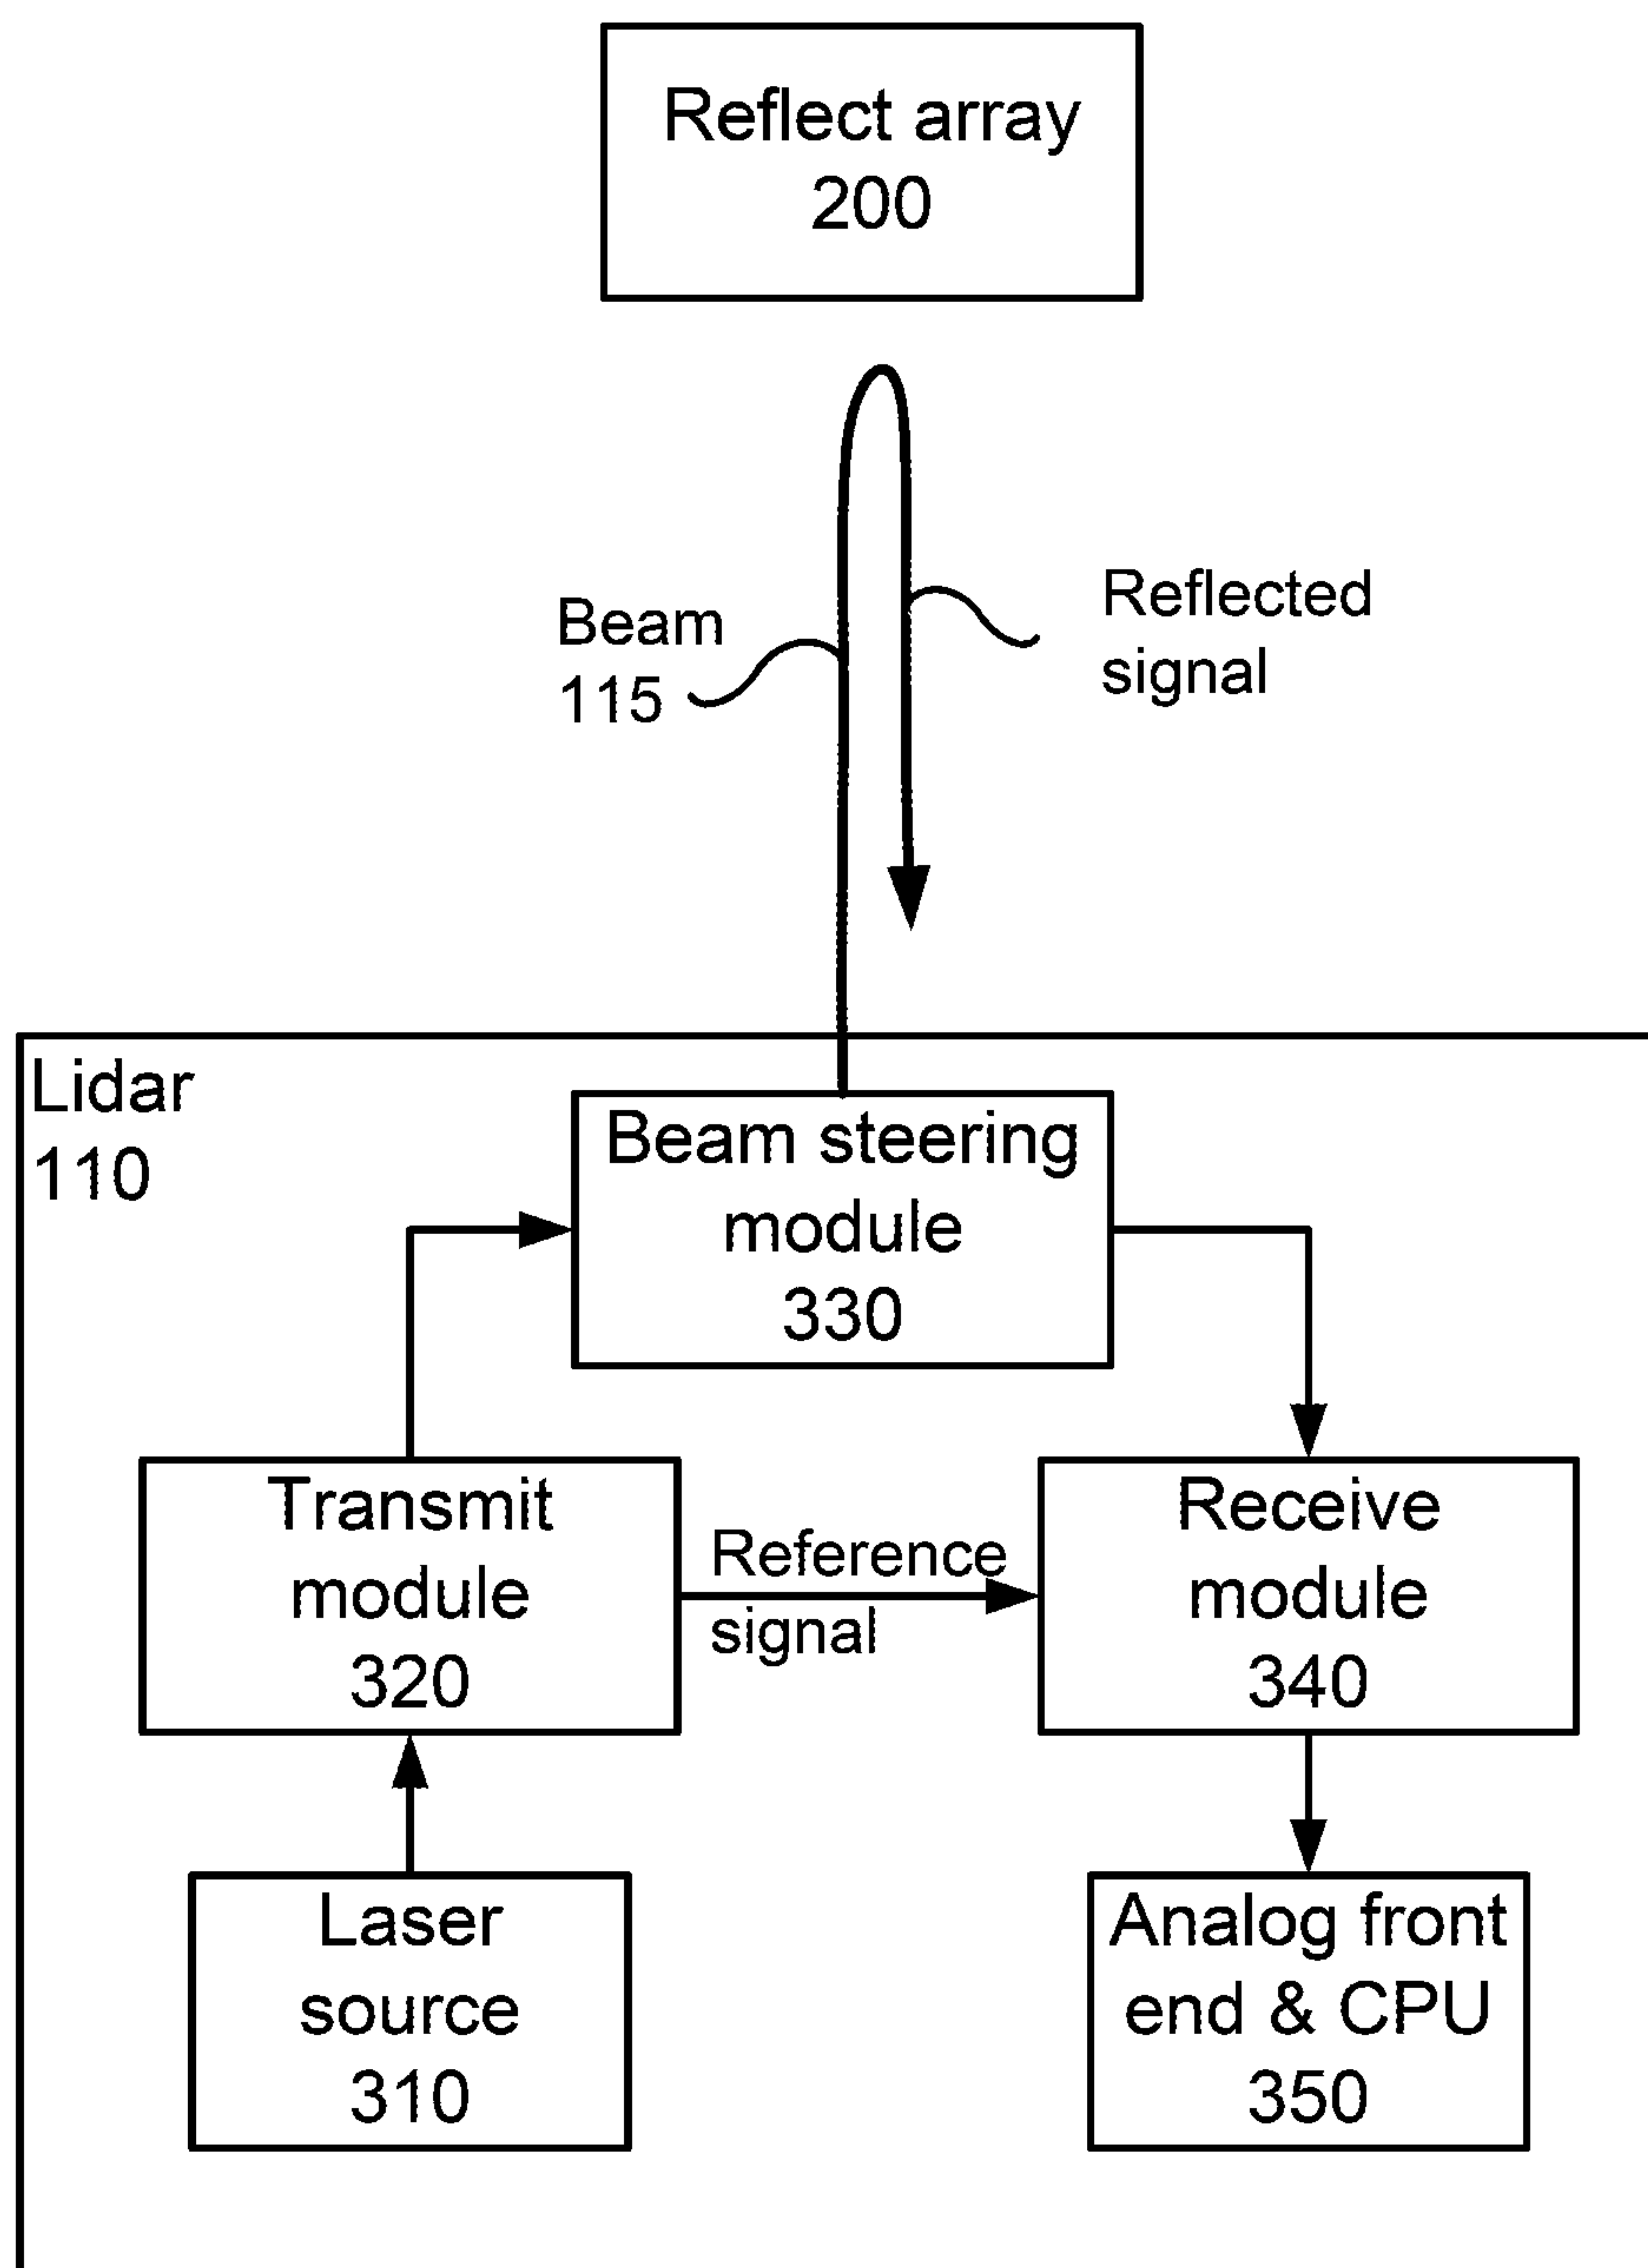 Reflect array
200
Beam
115
Reflected
signal
Lidar
110
Beam steering
module
330
Transmit
module
320
Reference
signal
Receive
module
340
Laser
source
310
Analog front
end & CPU
350